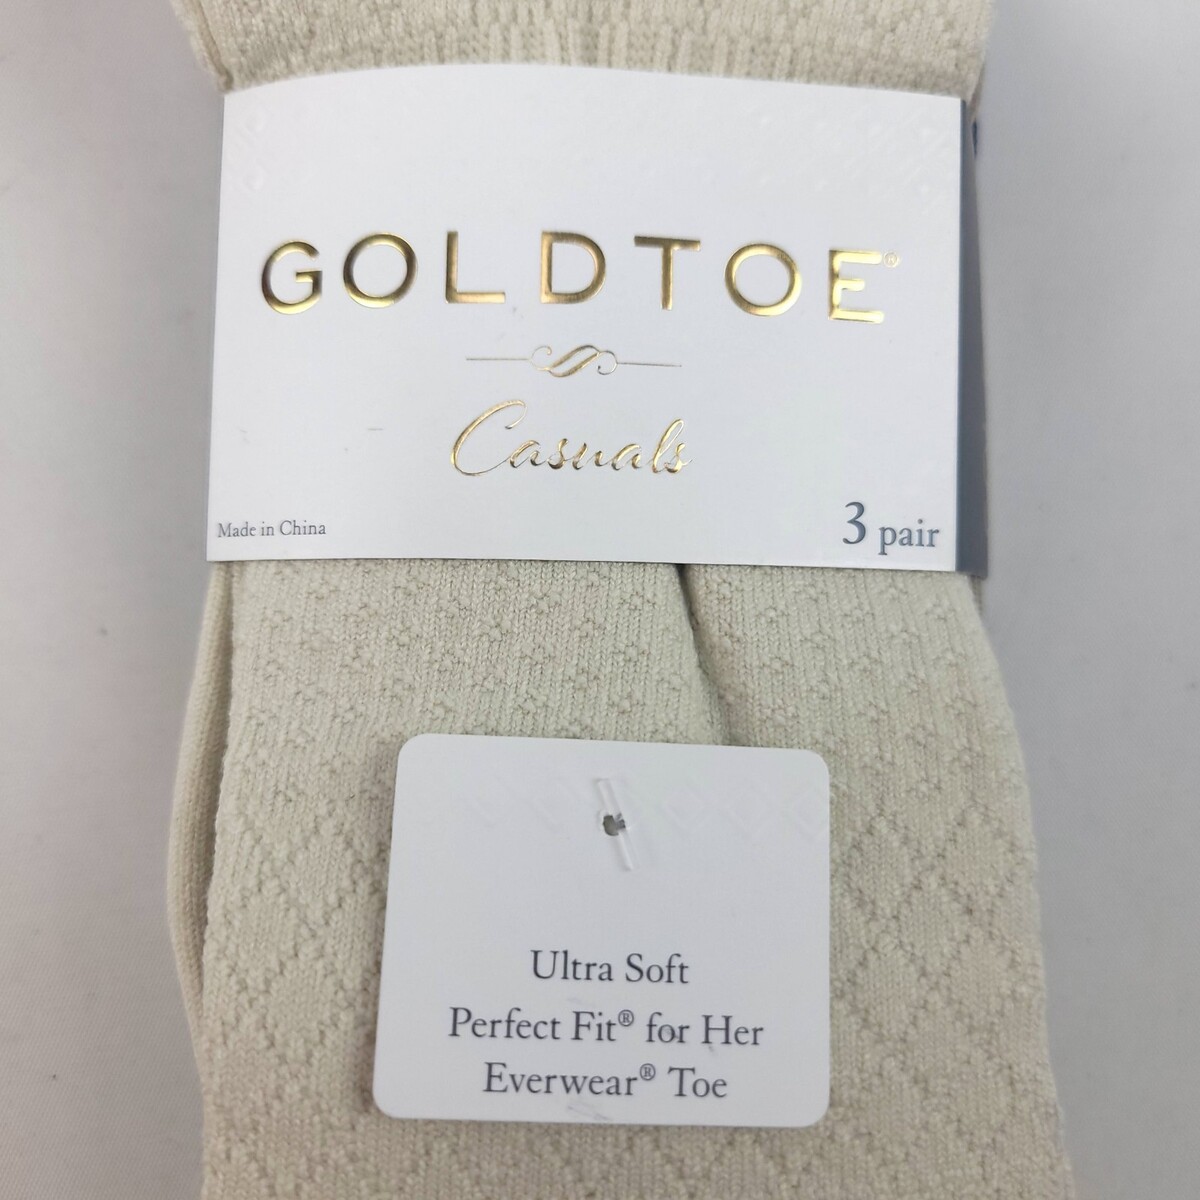 GOLDTOE®
Casuals
Made in China
3 pair
Ultra Soft
Perfect Fit® for Her
Everwear® Toe